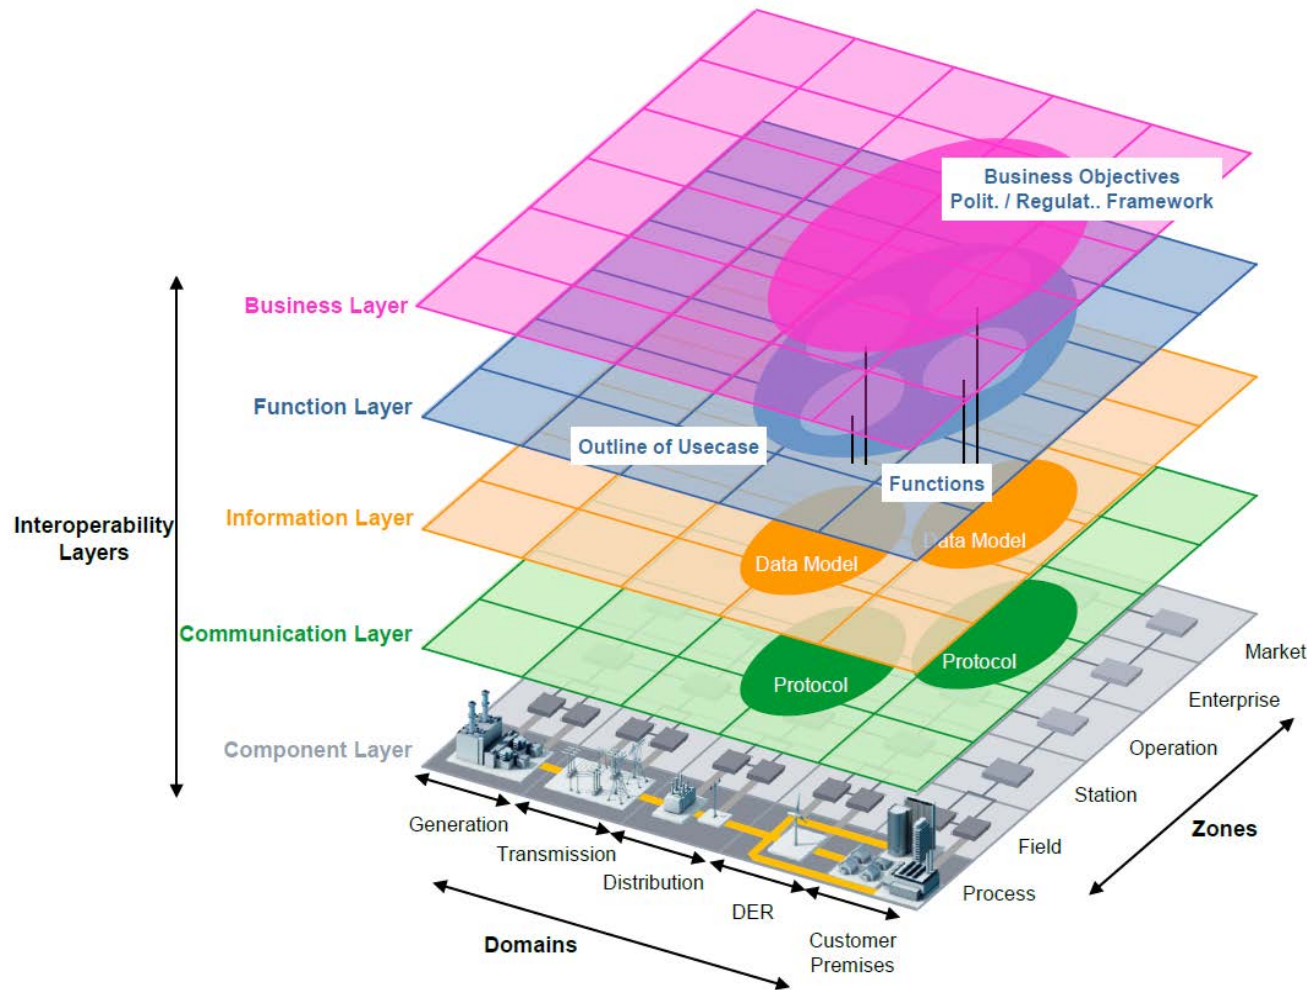 Business Objectives
Polit. / Regulat.. Framework
Business Layer
Function Layer
Outline of Usecase
Functions
Information Layer
Interoperability
Layers
Data Model
Data Model
Communication Layer
Protocol
Protocol
Component Layer
Market
Enterprise
Operation
Station
Field
Process
Zones
Generation
Transmission
Distribution
DER
Customer
Premises
Domains